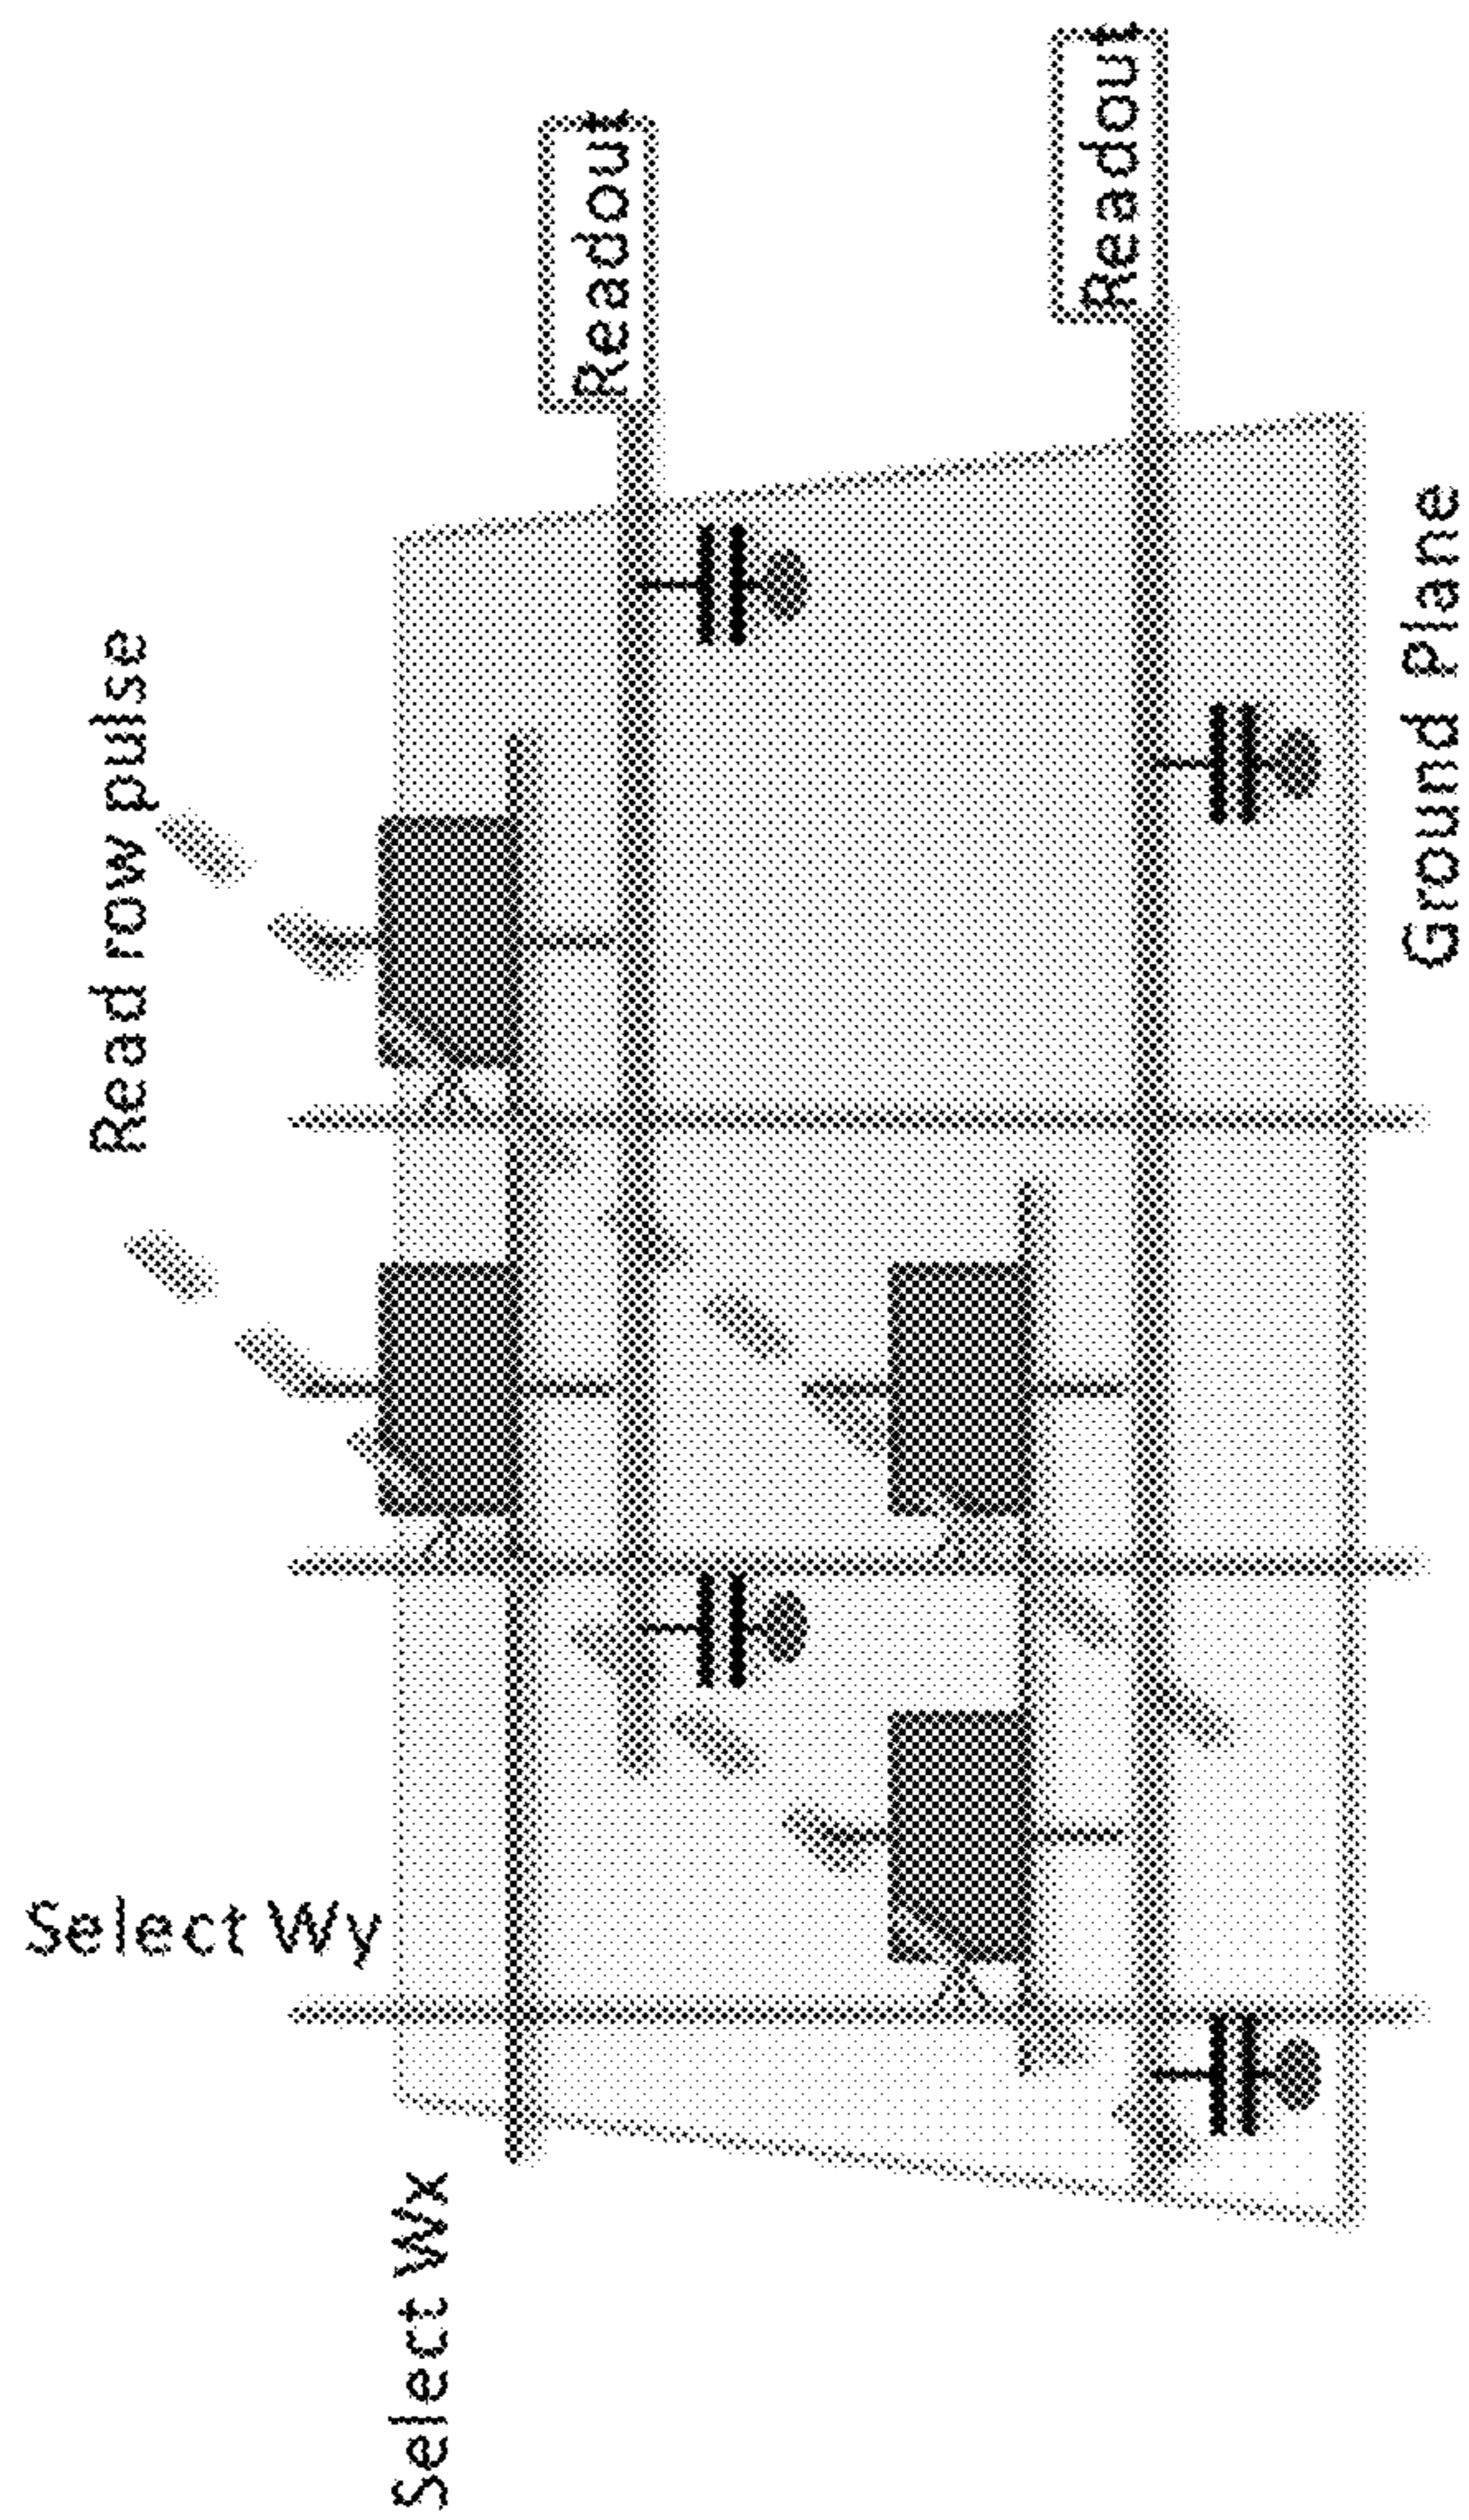 Select Wy
Select Wx
Read row pulse
Readout
Readout
Ground Plane